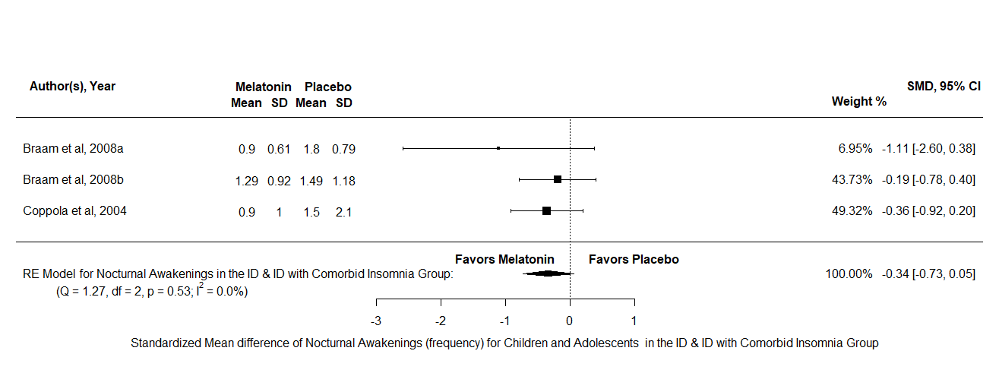 Author(s), Year Melatonin Placebo SMD, 95% CI
Mean SD Mean SD Weight %
Braam et al, 2008a 0.9 0.61 1.8 0.79 6.95% -1.11 [-2.60, 0.38]
Braam et al, 2008b 1.29 0.92 1.49 1.18 43.73% -0.19 [-0.78, 0.40]
Coppola et al, 2004 0.9 1 1.5 2.1 49.32% -0.36 [-0.92, 0.20]
Favors Melatonin Favors Placebo
RE Model for Noctural Awakenings in the ID & ID with Comorbid Insomnia Group: 100.00% -0.34 [-0.73, 0.05]
(Q = 1.27, df = 2, p = 0.53; I² = 0.0%)
-3 -2 -1 0 1
Standardized Mean difference of Nocturnal Awakenings (frequency) for Children and Adolescents in the ID & ID with Comorbid Insomnia Group